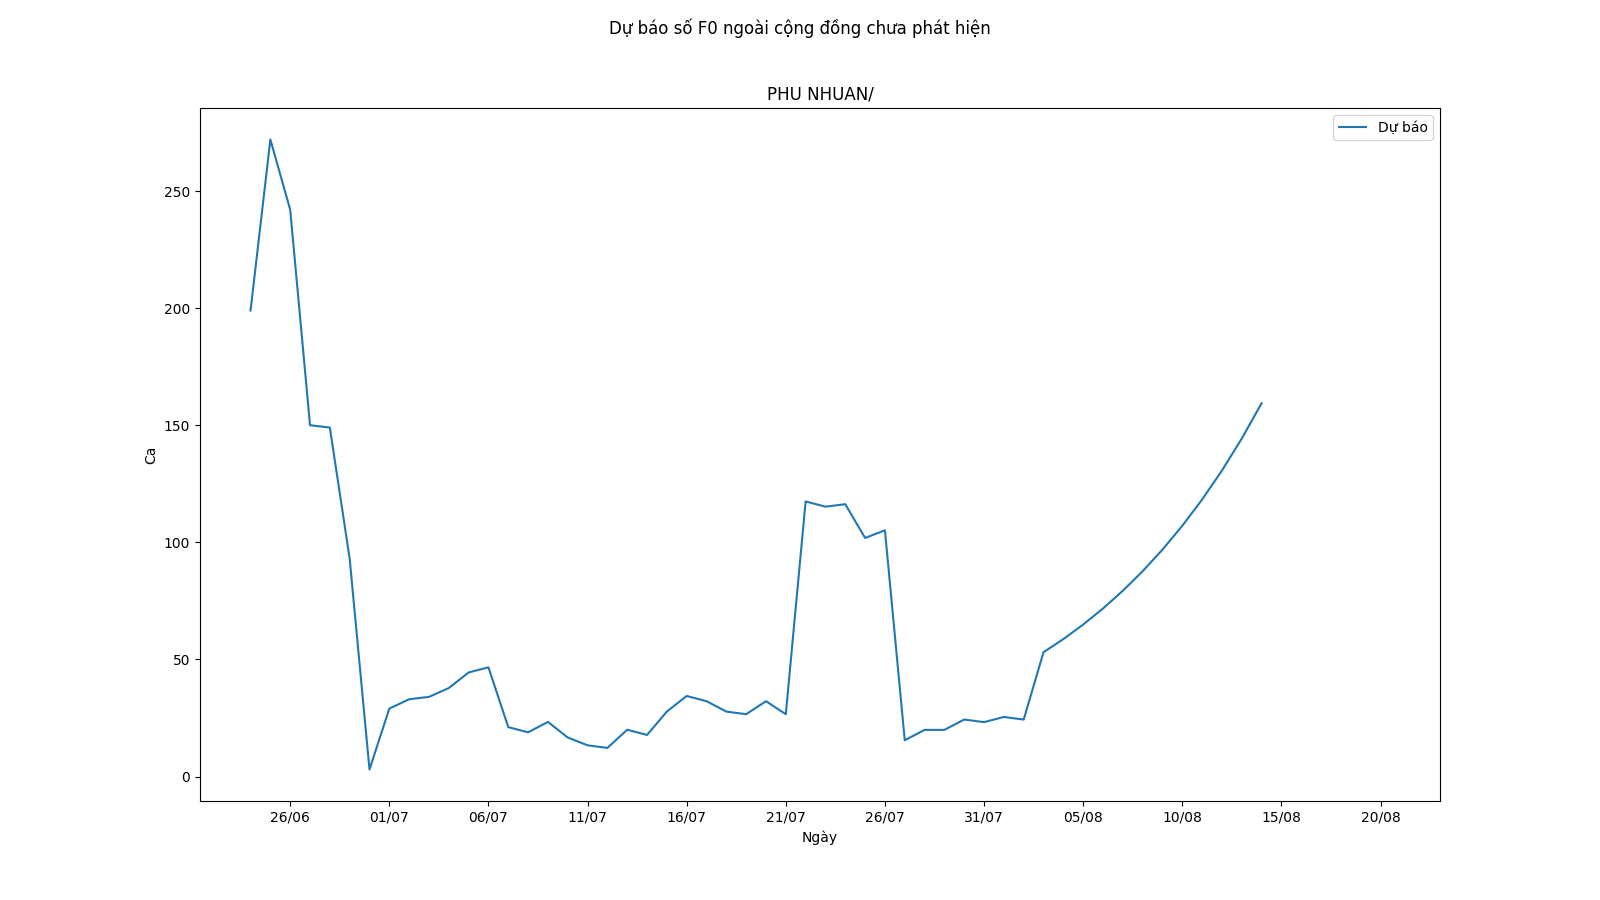 Dự báo số F0 ngoài cộng đồng chưa phát hiện
PHU NHUAN/
Dự báo
250
200
150
100
50
0
Ca
26/06 01/07 06/07 11/07 16/07 21/07 26/07 31/07 05/08 10/08 15/08 20/08
Ngày